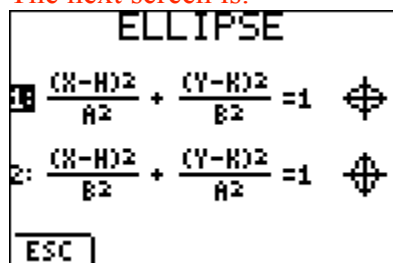 The next screen is:
ELLIPSE
1: (X-H)2/A2 + (Y-K)2/B2 =1
2: (X-H)2/B2 + (Y-K)2/A2 =1
ESC